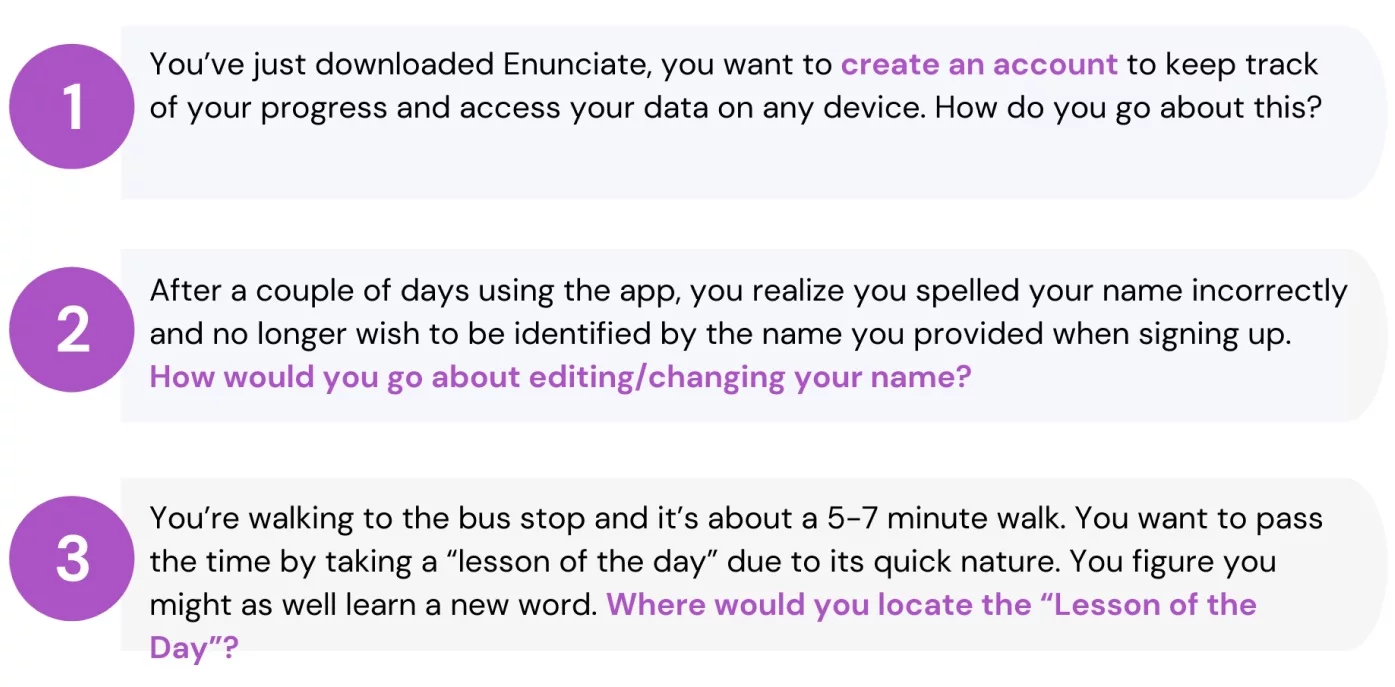 1
You’ve just downloaded Enunciate, you want to create an account to keep track
of your progress and access your data on any device. How do you go about this?
2
After a couple of days using the app, you realize you spelled your name incorrectly
and no longer wish to be identified by the name you provided when signing up.
How would you go about editing/changing your name?
3
You’re walking to the bus stop and it’s about a 5-7 minute walk. You want to pass
the time by taking a “lesson of the day” due to its quick nature. You figure you
might as well learn a new word. Where would you locate the “Lesson of the
Day”?